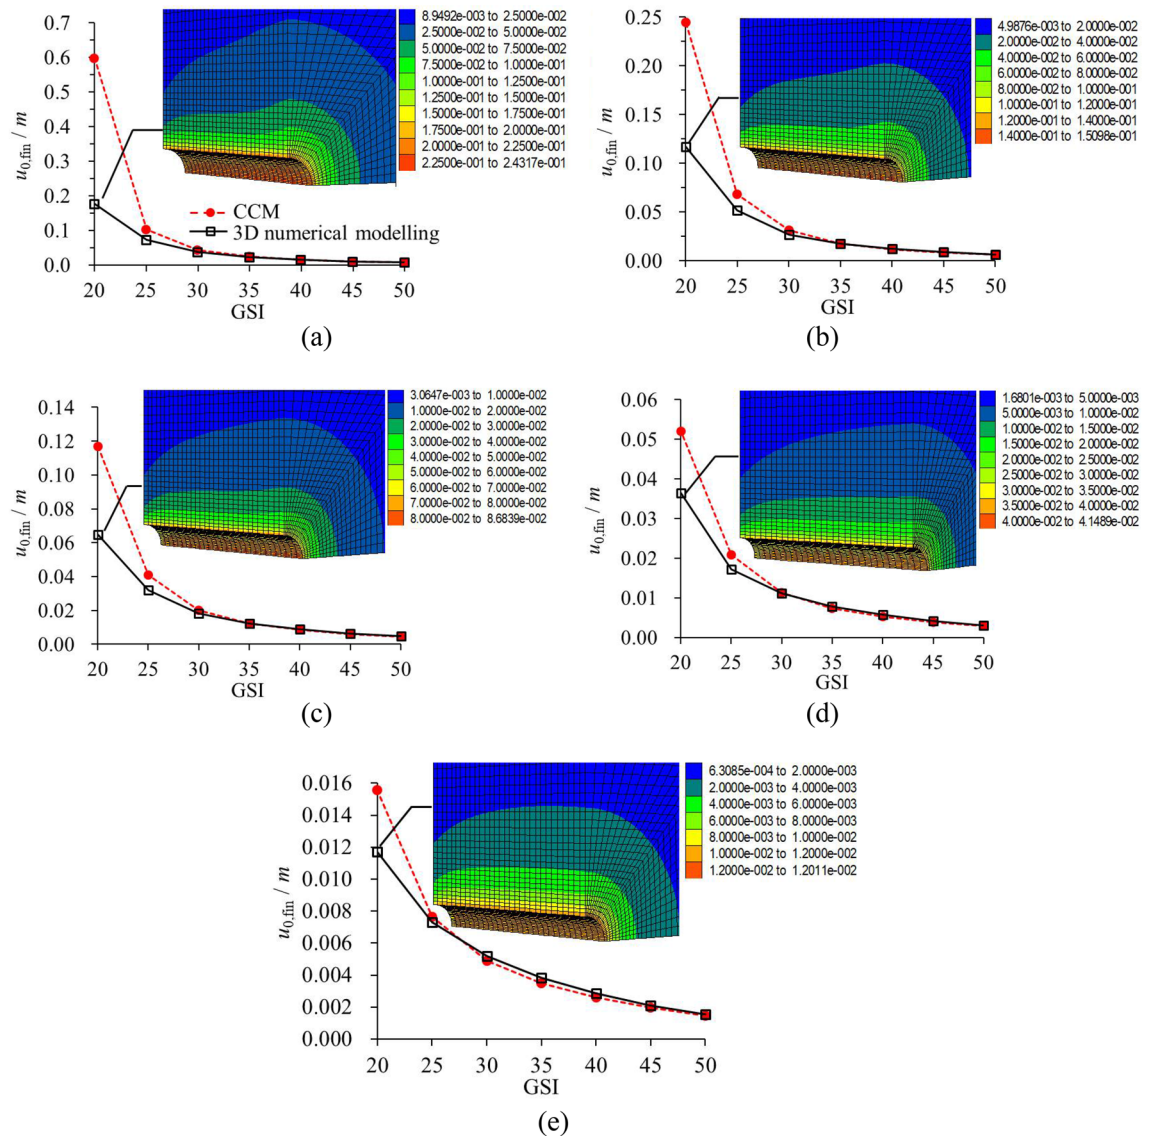 u0,fin / m
0.7
0.6
0.5
0.4
0.3
0.2
0.1
0.0
20 25 30 35 40 45 50
GSI
CCM
3D numerical modelling
8.9492e-003 to 2.5000e-002
2.5000e-002 to 5.0000e-002
5.0000e-002 to 7.5000e-002
7.5000e-002 to 1.0000e-001
1.0000e-001 to 1.2500e-001
1.2500e-001 to 1.5000e-001
1.5000e-001 to 1.7500e-001
1.7500e-001 to 2.0000e-001
2.0000e-001 to 2.2500e-001
2.2500e-001 to 2.4317e-001
(a)
u0,fin / m
0.25
0.20
0.15
0.10
0.05
0.00
20 25 30 35 40 45 50
GSI
4.9876e-003 to 2.0000e-002
2.0000e-002 to 4.0000e-002
4.0000e-002 to 6.0000e-002
6.0000e-002 to 8.0000e-002
8.0000e-002 to 1.0000e-001
1.0000e-001 to 1.2000e-001
1.2000e-001 to 1.4000e-001
1.4000e-001 to 1.5098e-001
(b)
u0,fin / m
0.14
0.12
0.10
0.08
0.06
0.04
0.02
0.00
20 25 30 35 40 45 50
GSI
3.0647e-003 to 1.0000e-002
1.0000e-002 to 2.0000e-002
2.0000e-002 to 3.0000e-002
3.0000e-002 to 4.0000e-002
4.0000e-002 to 5.0000e-002
5.0000e-002 to 6.0000e-002
6.0000e-002 to 7.0000e-002
7.0000e-002 to 8.0000e-002
8.0000e-002 to 8.6839e-002
(c)
u0,fin / m
0.06
0.05
0.04
0.03
0.02
0.01
0.00
20 25 30 35 40 45 50
GSI
1.6801e-003 to 5.0000e-003
5.0000e-003 to 1.0000e-002
1.0000e-002 to 1.5000e-002
1.5000e-002 to 2.0000e-002
2.0000e-002 to 2.5000e-002
2.5000e-002 to 3.0000e-002
3.0000e-002 to 3.5000e-002
3.5000e-002 to 4.0000e-002
4.0000e-002 to 4.1489e-002
(d)
u0,fin / m
0.016
0.014
0.012
0.010
0.008
0.006
0.004
0.002
0.000
20 25 30 35 40 45 50
GSI
6.3085e-004 to 2.0000e-003
2.0000e-003 to 4.0000e-003
4.0000e-003 to 6.0000e-003
6.0000e-003 to 8.0000e-003
8.0000e-003 to 1.0000e-002
1.0000e-002 to 1.2000e-002
1.2000e-002 to 1.2011e-002
(e)